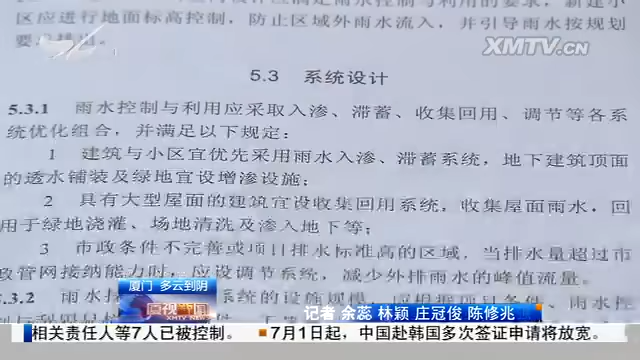 区应进行地面标高控制，防止区域外雨水流入，并引导雨水按规划
XMTV.CN
5.3 系统设计
5.3.1 雨水控制与利用应采取入渗、滞蓄、收集回用、调节等各系
统优化组合，并满足以下规定：
1 建筑与小区宜优先采用雨水入渗、滞蓄系统，地下建筑顶面
的透水铺装及绿地宜设增渗设施；
2 具有大型屋面的建筑宜设收集回用系统，收集屋面雨水，回
用于绿地浇灌、场地清洗及渗入地下等；
3 市政条件不完善或项目排水标准高的区域，当排水量超过市
政管网接纳能力时，应设调节系统，减少外排雨水的峰值流量。
厦门 多云到阴
5.3.2 雨水
系统的设施规模
记者 余蕊 林颖 庄冠俊 陈修兆
相关责任人等7人已被控制。 7月1日起，中国赴韩国多次签证申请将放宽。